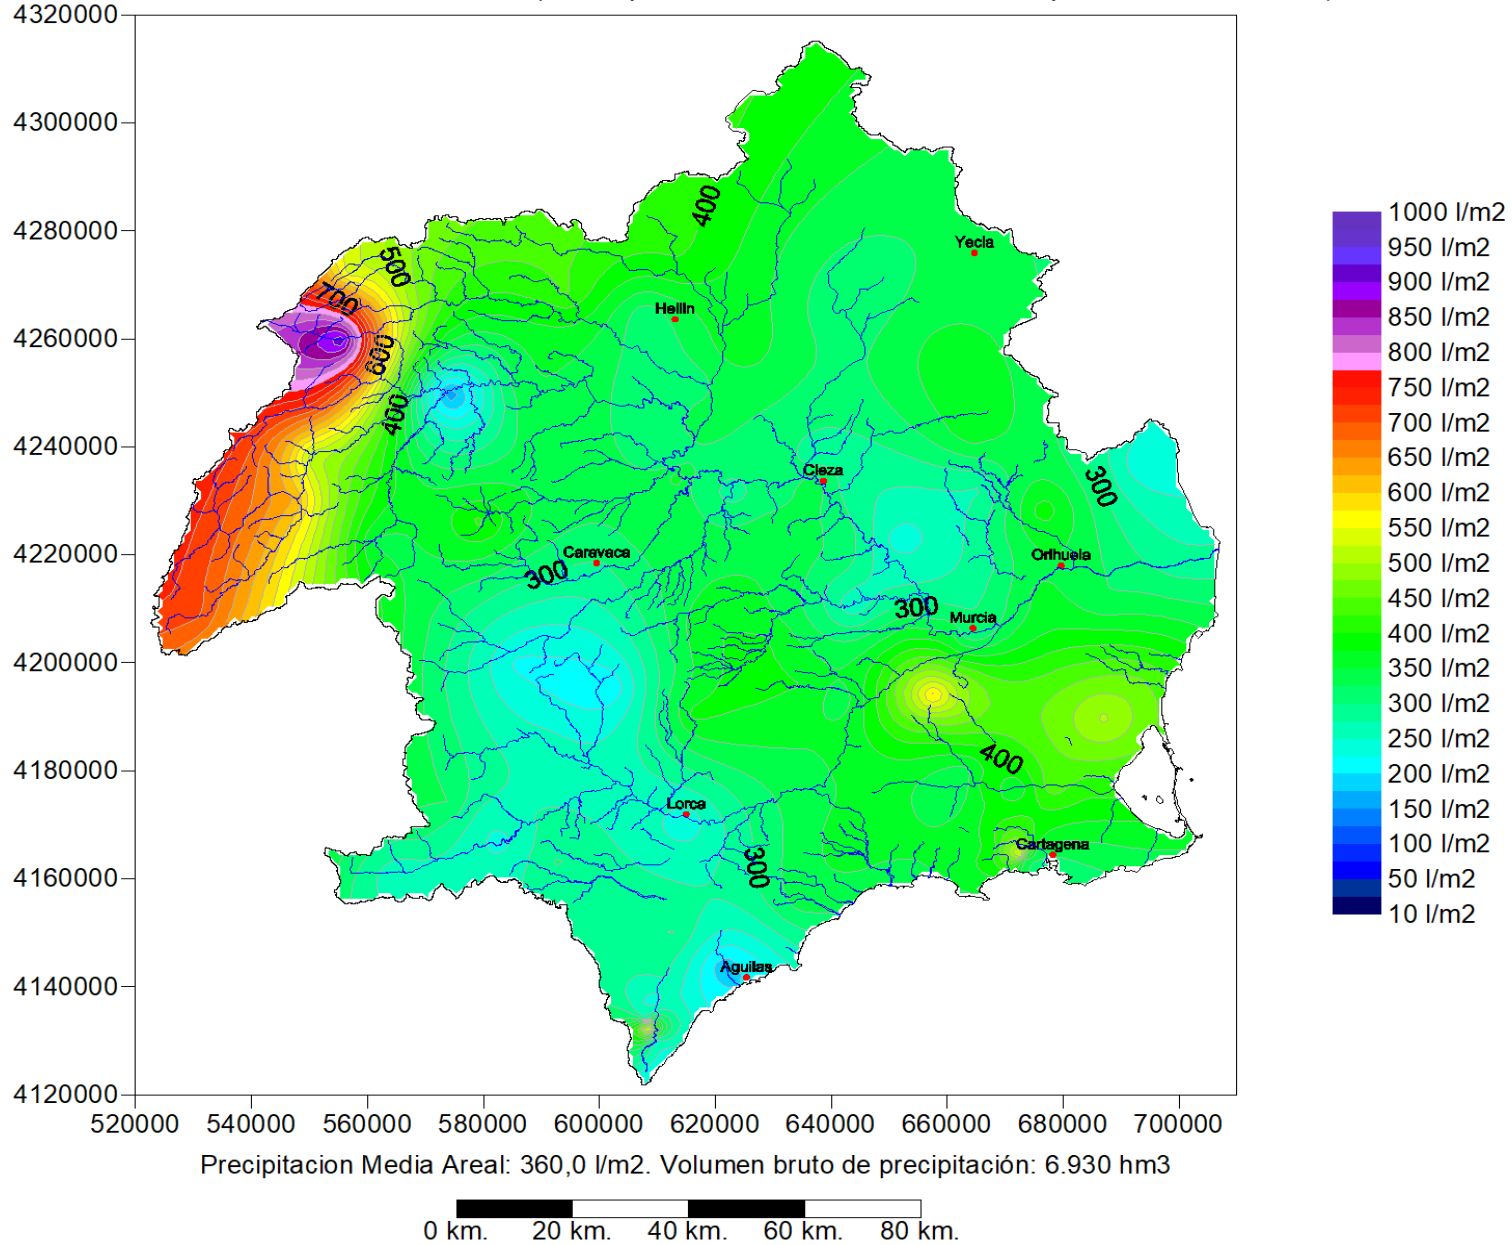 4320000
4300000
4280000
4260000
4240000
4220000
4200000
4180000
4160000
4140000
4120000
520000 540000 560000 580000 600000 620000 640000 660000 680000 700000
400
500
700
600
400
300
300
300
400
300
Yecla
Hellin
Cieza
Caravaca
Orihuela
Murcia
Lorca
Cartagena
Aguilas
1000 l/m2
950 l/m2
900 l/m2
850 l/m2
800 l/m2
750 l/m2
700 l/m2
650 l/m2
600 l/m2
550 l/m2
500 l/m2
450 l/m2
400 l/m2
350 l/m2
300 l/m2
250 l/m2
200 l/m2
150 l/m2
100 l/m2
50 l/m2
10 l/m2
Precipitacion Media Areal: 360,0 l/m2. Volumen bruto de precipitación: 6.930 hm3
0 km. 20 km. 40 km. 60 km. 80 km.